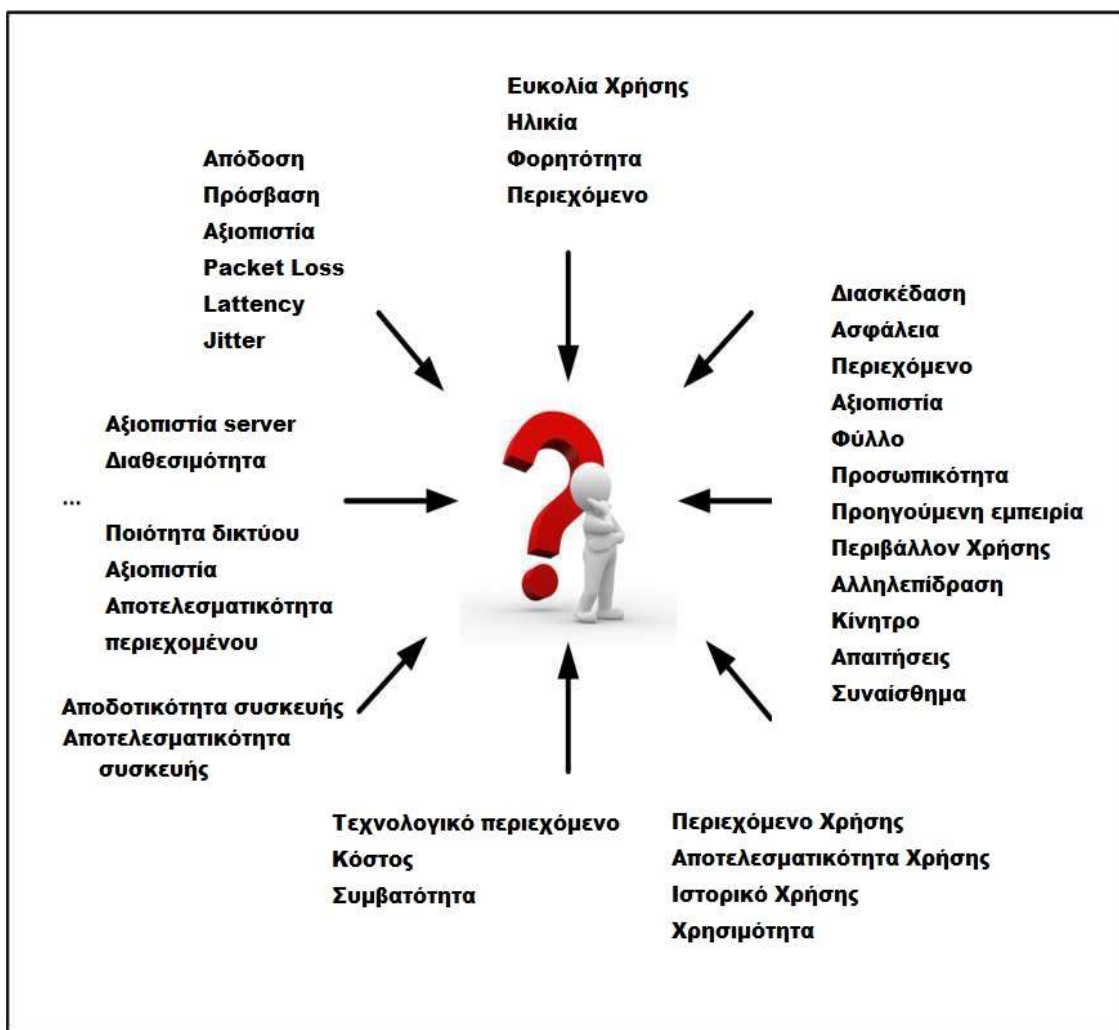 Ευκολία Χρήσης
Ηλικία
Φορητότητα
Περιεχόμενο
Απόδοση
Πρόσβαση
Αξιοπιστία
Packet Loss
Lattency
Jitter
Διασκέδαση
Ασφάλεια
Περιεχόμενο
Αξιοπιστία
Φύλλο
Προσωπικότητα
Προηγούμενη εμπειρία
Περιβάλλον Χρήσης
Αλληλεπίδραση
Κίνητρο
Απαιτήσεις
Συναίσθημα
Αξιοπιστία server
Διαθεσιμότητα
...
Ποιότητα δικτύου
Αξιοπιστία
Αποτελεσματικότητα
περιεχομένου
Αποδοτικότητα συσκευής
Αποτελεσματικότητα
συσκευής
Τεχνολογικό περιεχόμενο
Κόστος
Συμβατότητα
Περιεχόμενο Χρήσης
Αποτελεσματικότητα Χρήσης
Ιστορικό Χρήσης
Χρησιμότητα